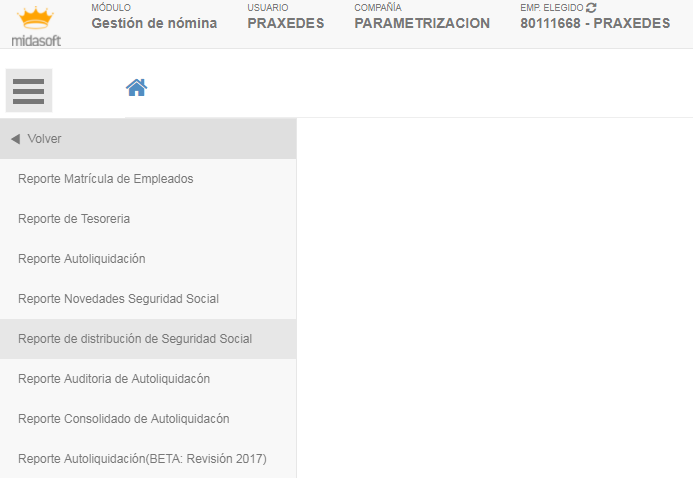 midasoft
MÓDULO
Gestión de nómina
USUARIO
PRAXEDES
COMPAÑÍA
PARAMETRIZACION
EMP. ELEGIDO
80111668 - PRAXEDES
Volver
Reporte Matrícula de Empleados
Reporte de Tesoreria
Reporte Autoliquidación
Reporte Novedades Seguridad Social
Reporte de distribución de Seguridad Social
Reporte Auditoria de Autoliquidacón
Reporte Consolidado de Autoliquidacón
Reporte Autoliquidación(BETA: Revisión 2017)